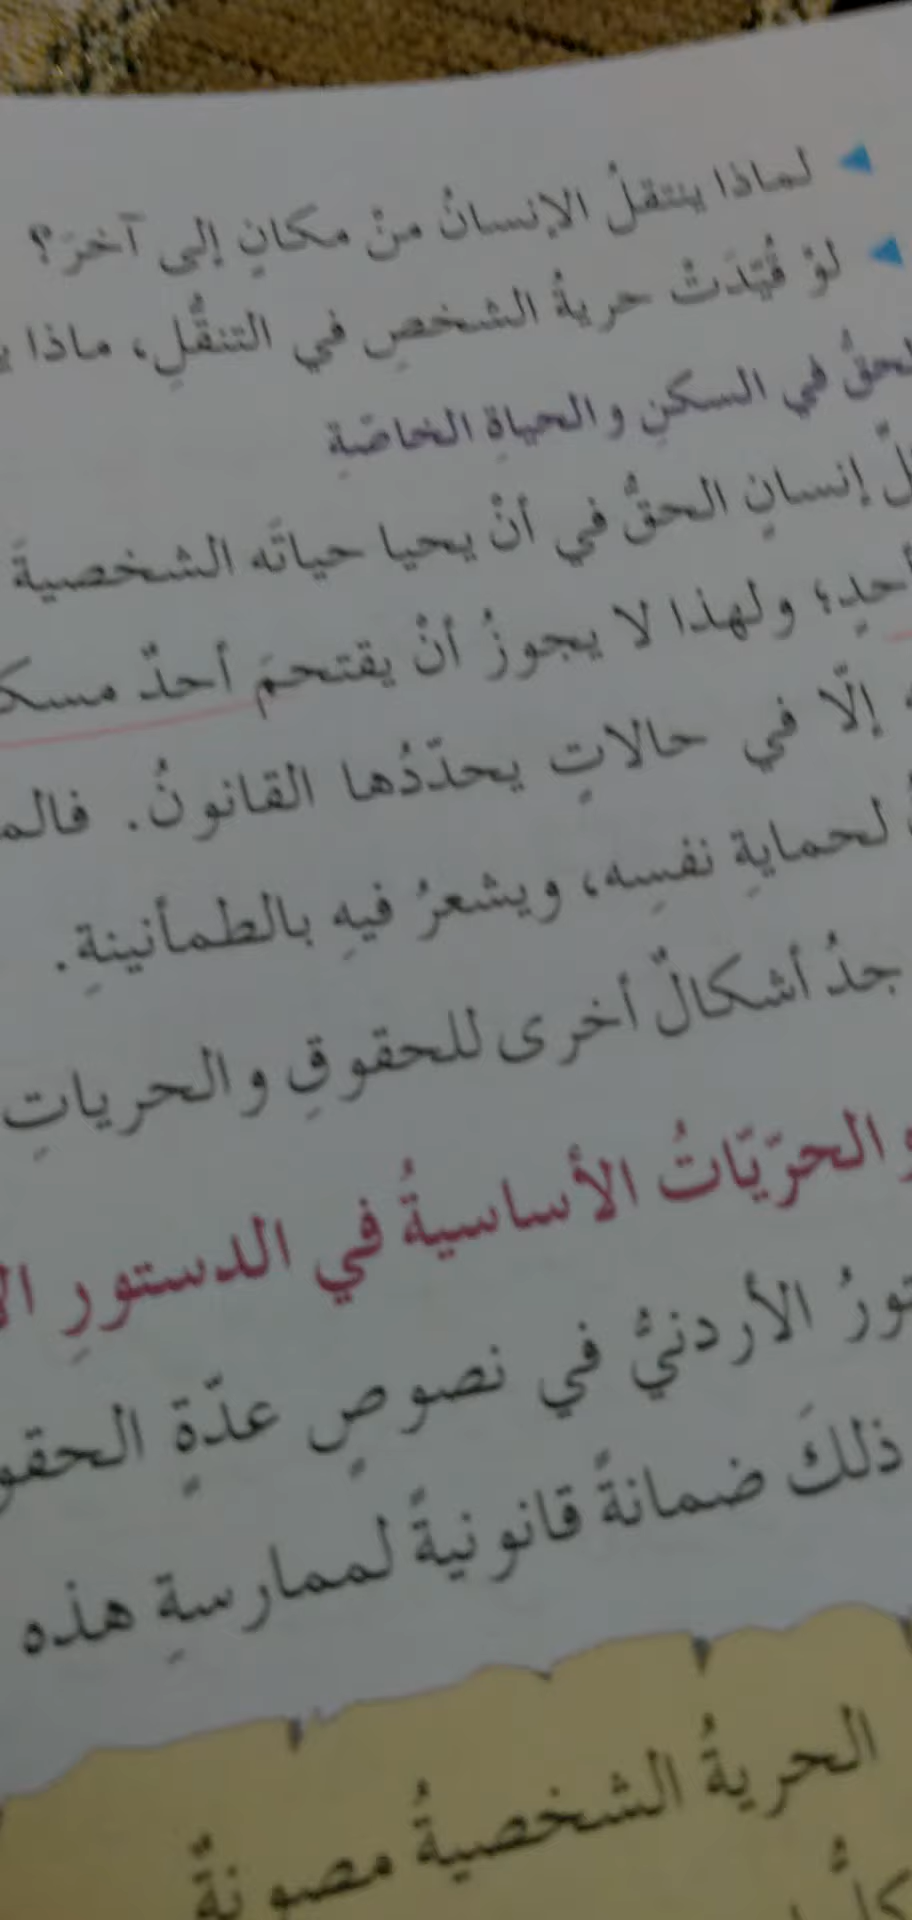 لماذا ينتقلُ الإنسانُ منْ مكانٍ إلى آخرَ؟
لوْ قُيّدَتْ حريةُ الشخصِ في التنقُّلِ، ماذا
في السكنِ والحياةِ الخاصّةِ
إنسانٍ الحقُّ في أنْ يحيا حياتَه الشخصيةَ
ولهذا لا يجوزُ أنْ يقتحمَ أحدٌ
إلّا في حالاتٍ يحدّدُها القانونُ.
لحمايةِ نفسِه، ويشعرُ فيهِ بالطمأنينةِ.
أشكالٌ أخرى للحقوقِ والحرياتِ
والحرّيّاتُ الأساسيةُ في الدستورِ
الأردنيُّ في نصوصٍ عدّةٍ
ذلكَ ضمانةً قانونيةً لممارسةِ هذه
الحريةُ الشخصيةُ مصونةٌ